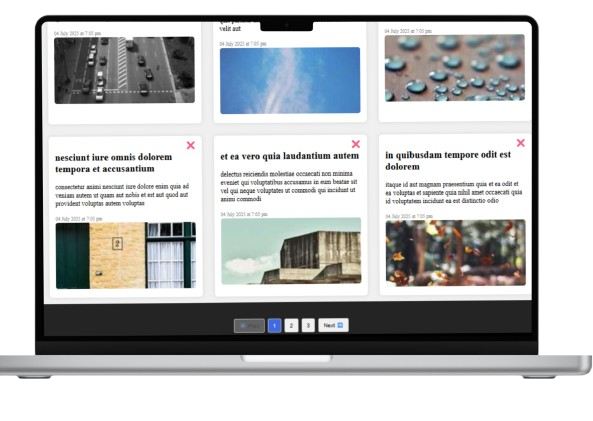 velit aut
04 July 2021 at 7:05 pm
04 July 2021 at 7:05 pm
04 July 2021 at 7:05 pm
nesciunt iure omnis dolorem
tempora et accusantium
consectetur animi nesciunt iure dolore enim quia ad
veniam autem ut quam aut nobis et est aut quod aut
provident voluptas autem voluptas
04 July 2021 at 7:05 pm
2
et ea vero quia laudantium autem
delectus reiciendis molestiae occaecati non minima
eveniet qui voluptatibus accusamus in eum beatae sit
vel qui neque voluptates ut commodi qui incidunt ut
animi commodi
04 July 2021 at 7:05 pm
in quibusdam tempore odit est
dolorem
itaque id aut magnam praesentium quia et ea odit et
ea voluptas et sapiente quia nihil amet occaecati quia
id voluptatem incidunt ea est distinctio odio
04 July 2021 at 7:05 pm
1 2 3 Next